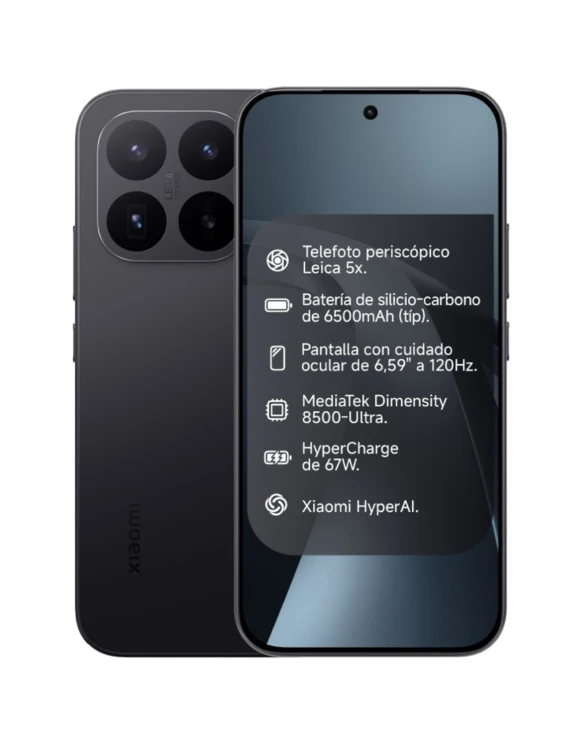 LEICA
Telefoto periscópico
Leica 5x.
Batería de silicio-carbono
de 6500mAh (típ).
Pantalla con cuidado
ocular de 6,59" a 120Hz.
MediaTek Dimensity
8500-Ultra.
HyperCharge
de 67W.
Xiaomi HyperAI.
xiaomi